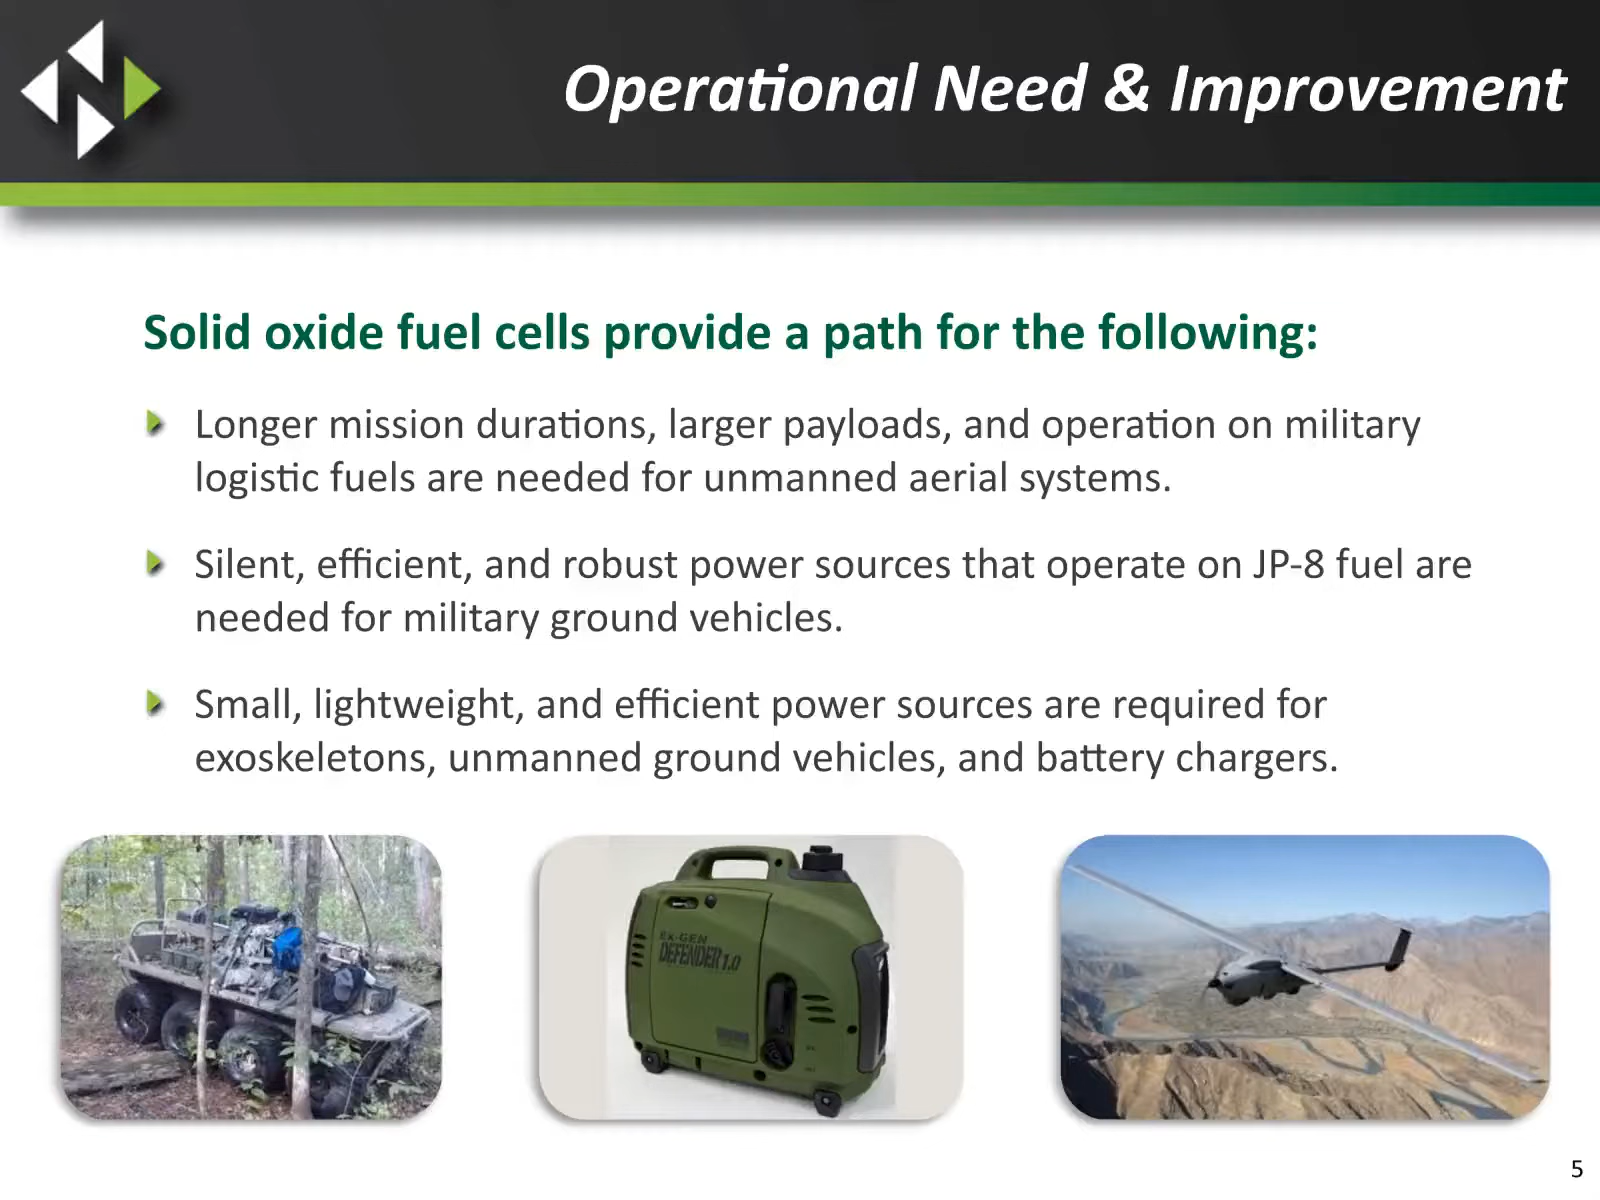 Operational Need & Improvement
Solid oxide fuel cells provide a path for the following:
Longer mission durations, larger payloads, and operation on military
logistic fuels are needed for unmanned aerial systems.
Silent, efficient, and robust power sources that operate on JP-8 fuel are
needed for military ground vehicles.
Small, lightweight, and efficient power sources are required for
exoskeletons, unmanned ground vehicles, and battery chargers.
Ex-GEN
DEFENDER 1.0
5